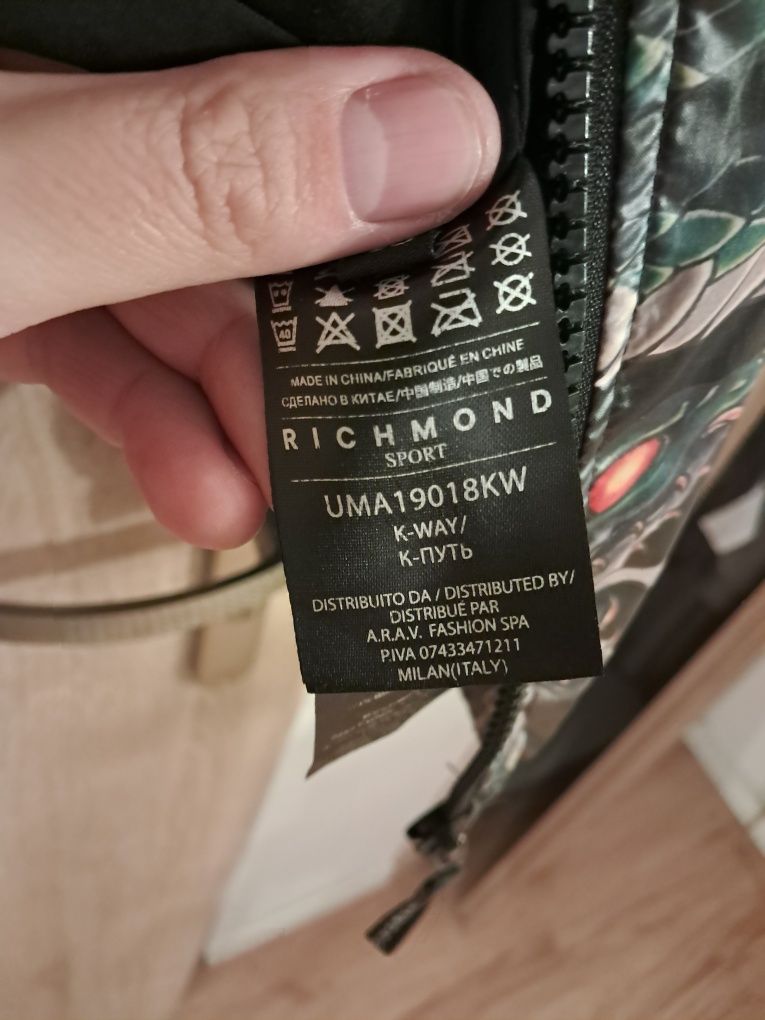 40
MADE IN CHINA/FABRIQUÉ EN CHINE
СДЕЛАНО В КИТАЕ/中国制造/中国での製品
RICHMOND
SPORT
UMA19018KW
K-WAY/
К-ПУТЬ
DISTRIBUITO DA / DISTRIBUTED BY/
DISTRIBUÉ PAR
A.R.A.V. FASHION SPA
P.IVA 07433471211
MILAN(ITALY)